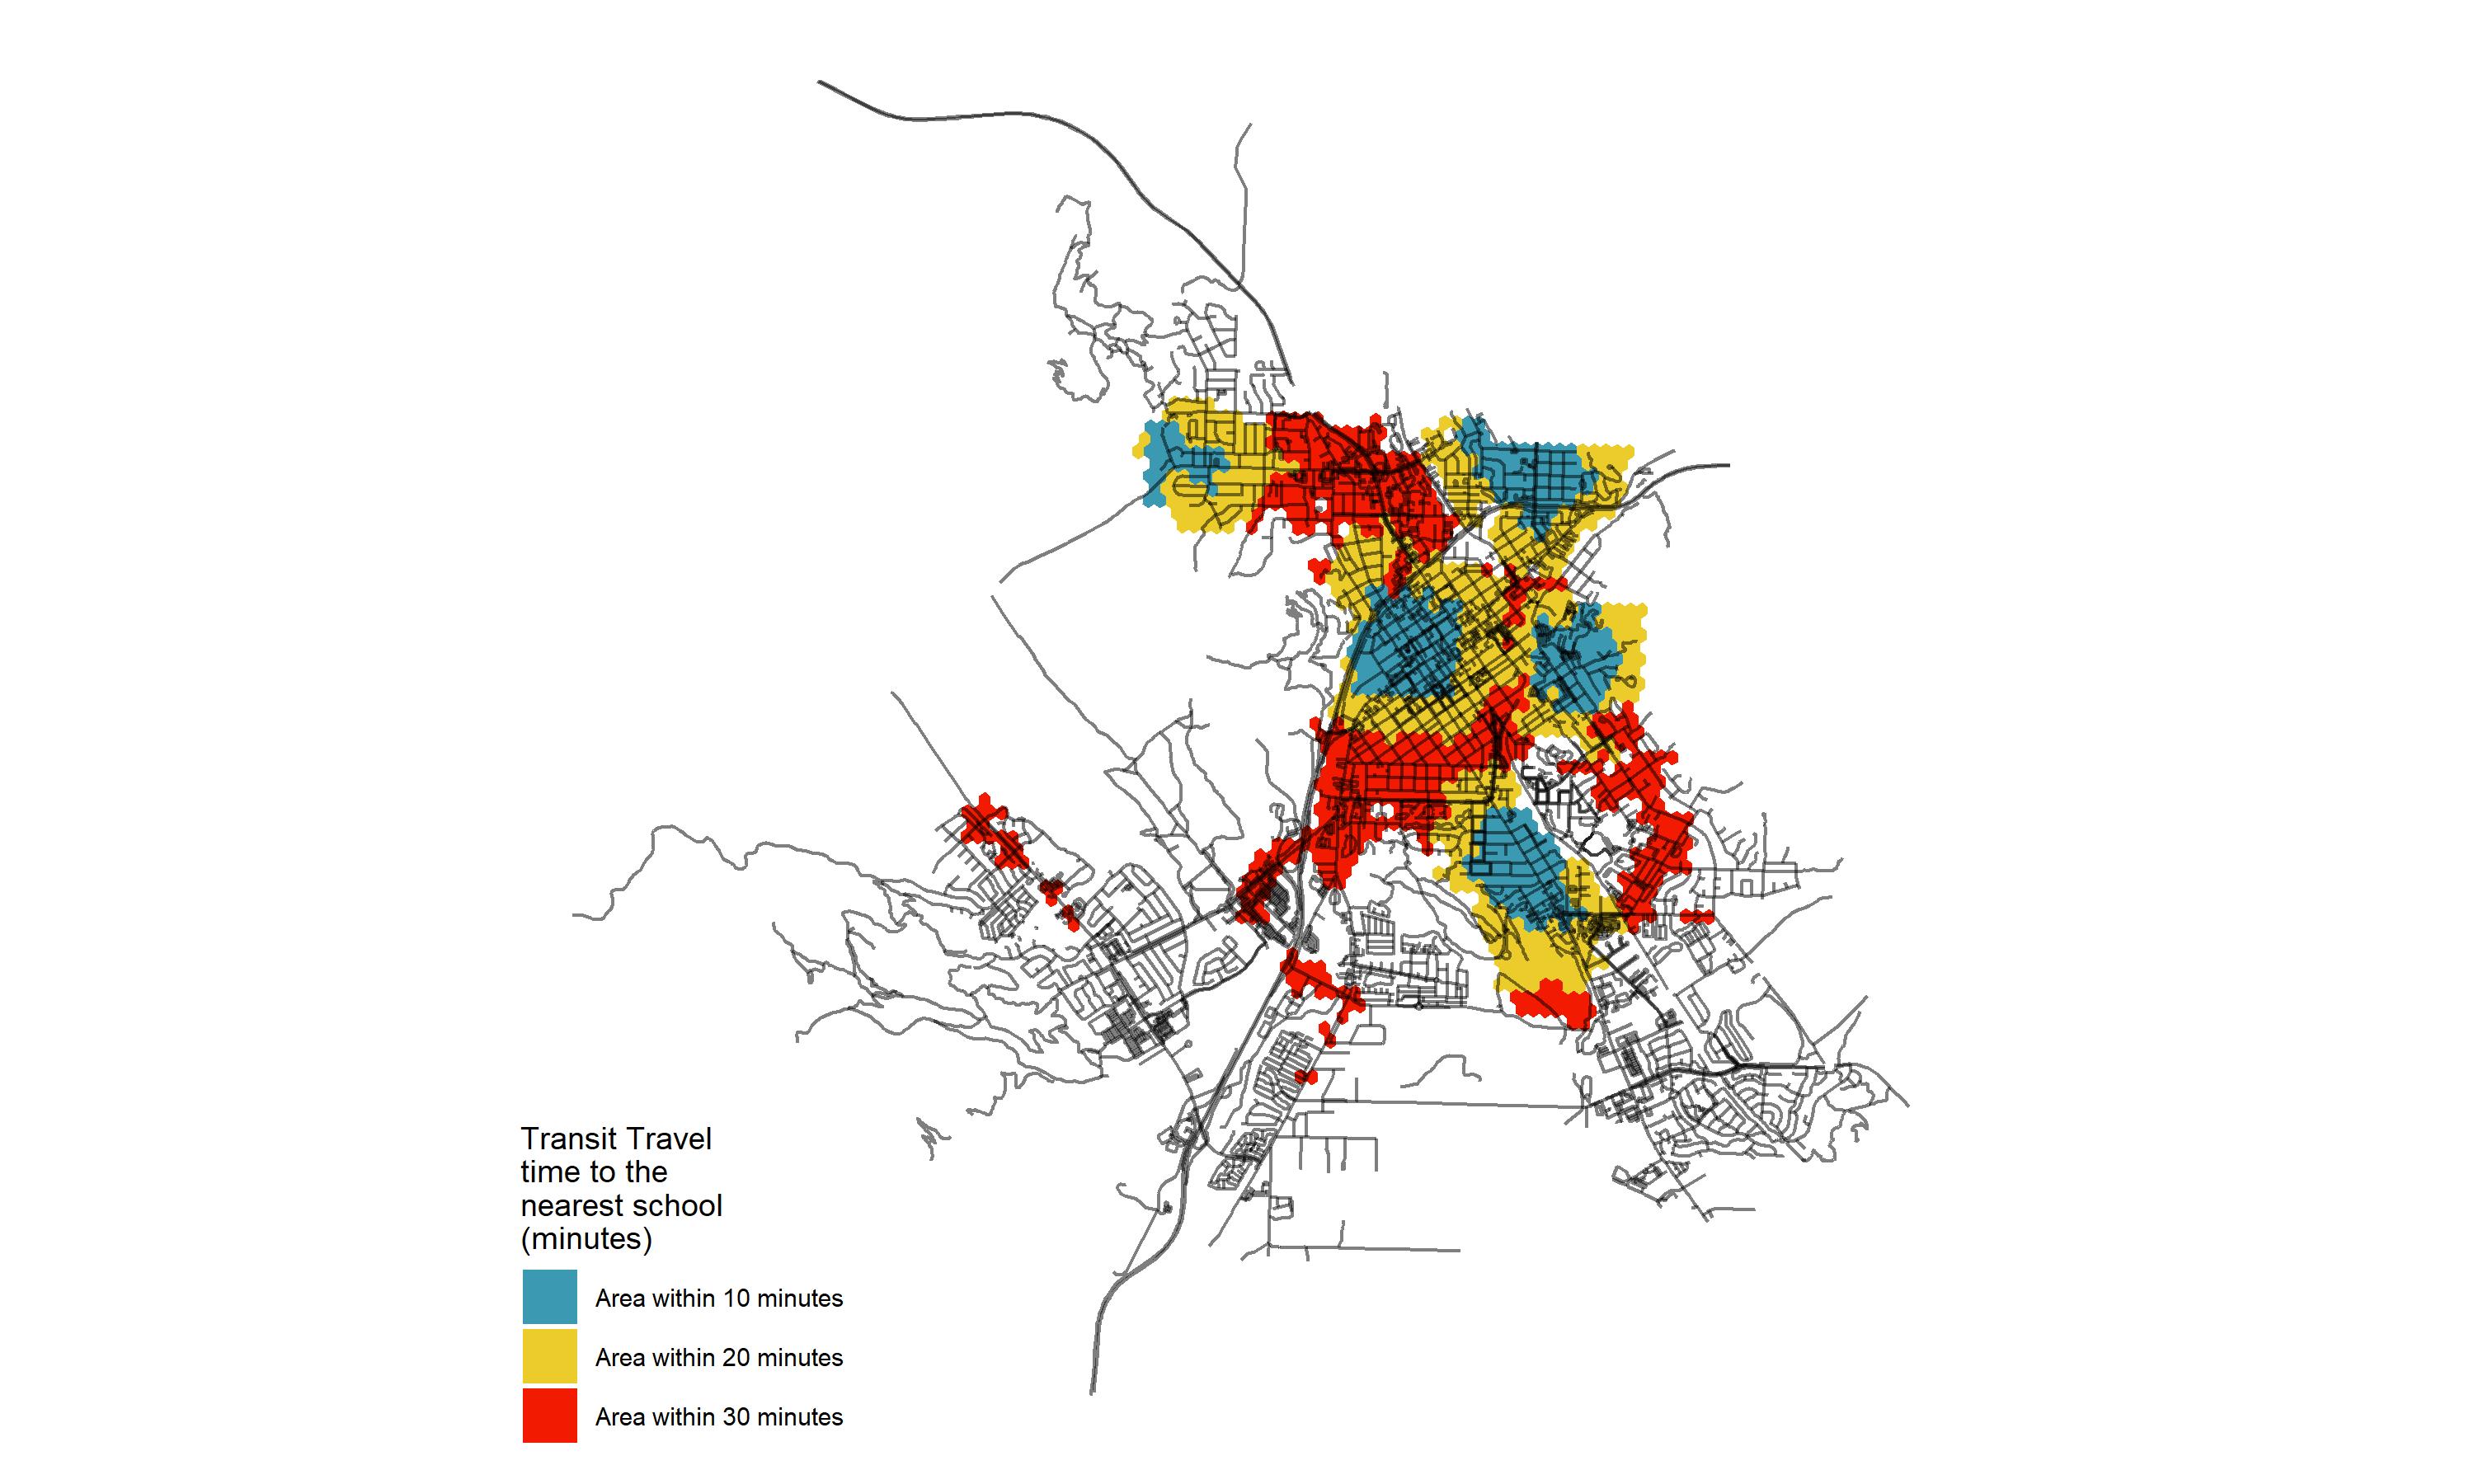 Transit Travel
time to the
nearest school
(minutes)
Area within 10 minutes
Area within 20 minutes
Area within 30 minutes